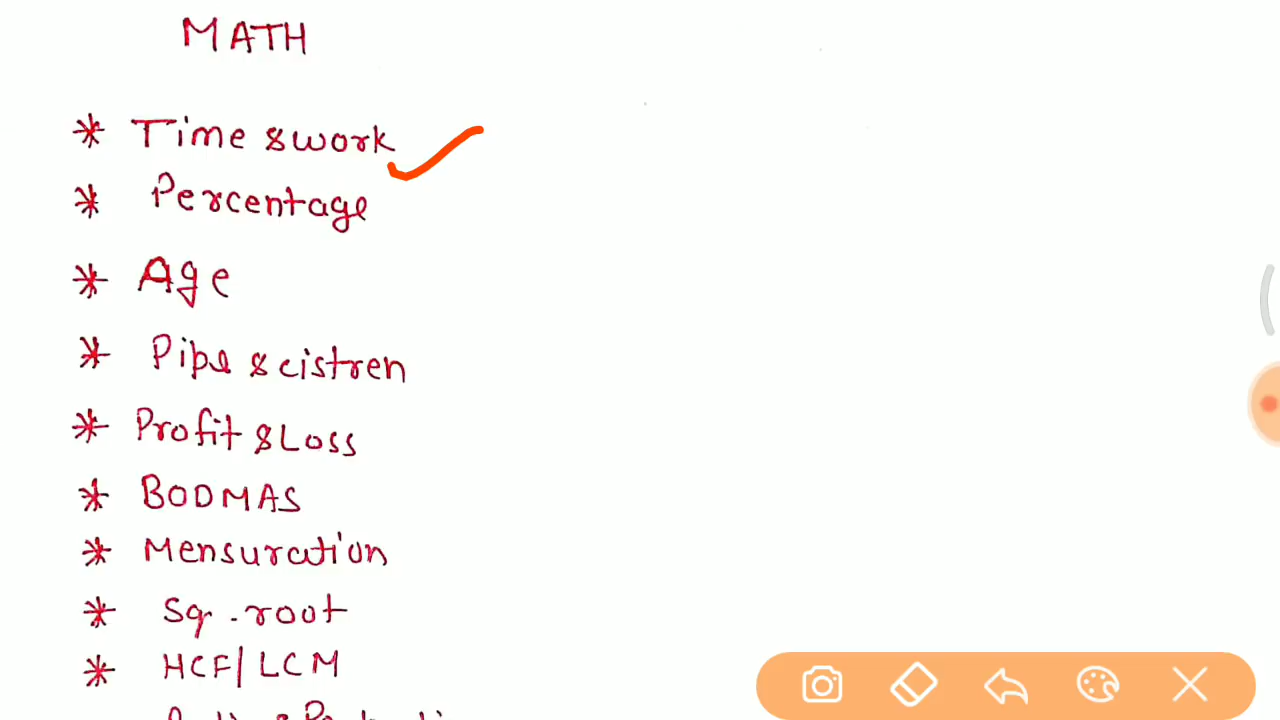 MATH
* Time & work
* Percentage
* Age
* Pipe & cistren
* Profit & Loss
* BODMAS
* Mensuration
* Sq. root
* HCF/LCM